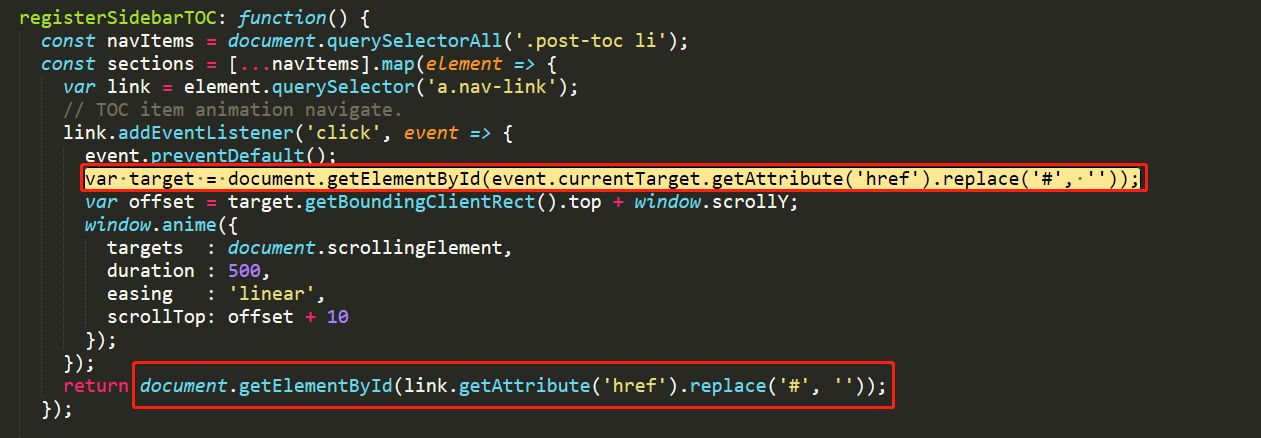 registerSidebarTOC: function() {
const navItems = document.querySelectorAll('.post-toc li');
const sections = [...navItems].map(element => {
var link = element.querySelector('a.nav-link');
// TOC item animation navigate.
link.addEventListener('click', event => {
event.preventDefault();
var target = document.getElementById(event.currentTarget.getAttribute('href').replace('#', ''));
var offset = target.getBoundingClientRect().top + window.scrollY;
window.anime({
targets  : document.scrollingElement,
duration : 500,
easing   : 'linear',
scrollTop: offset + 10
});
});
return document.getElementById(link.getAttribute('href').replace('#', ''));
});